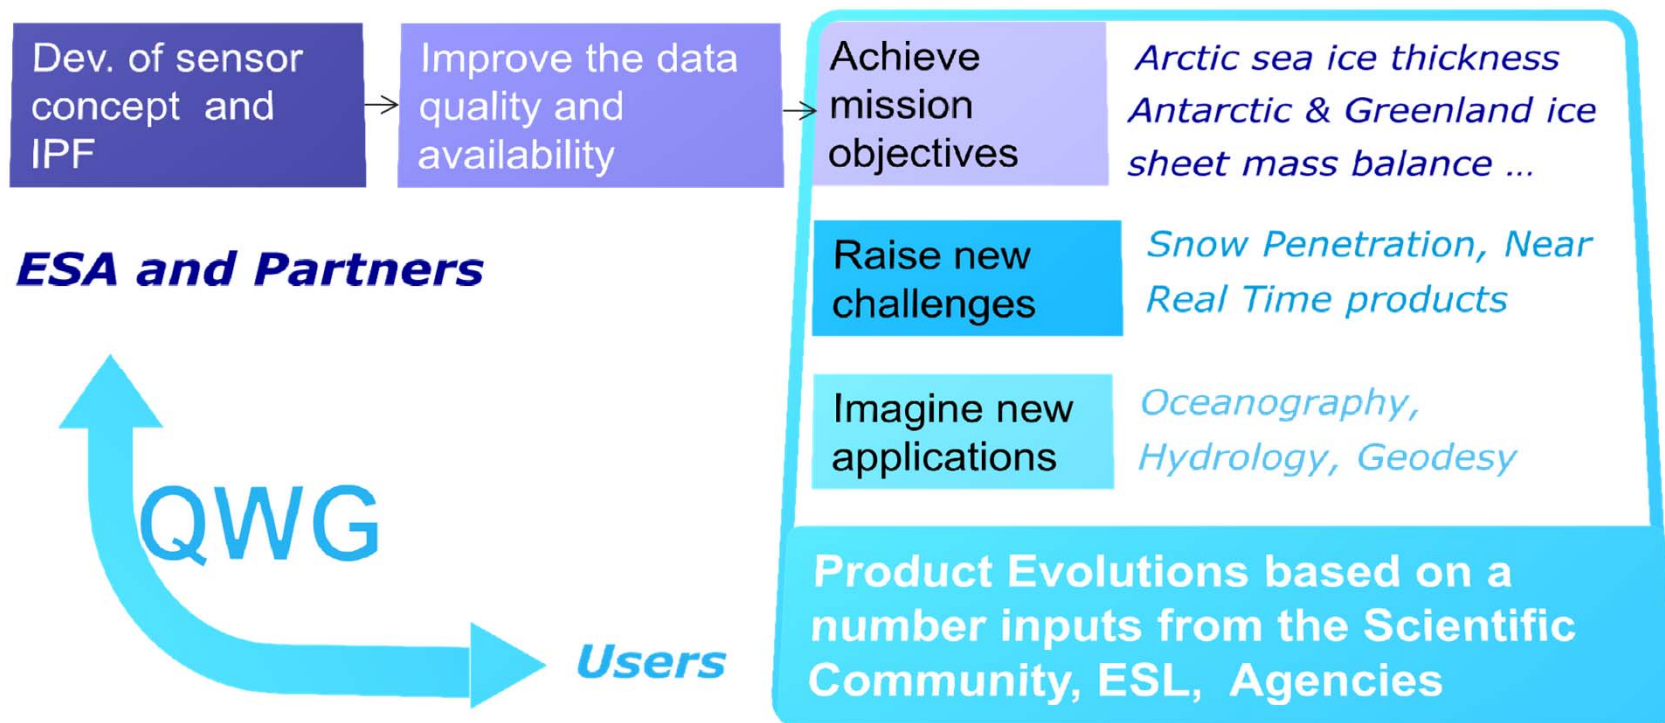 Dev. of sensor
concept and
IPF
Improve the data
quality and
availability
Achieve
mission
objectives
Arctic sea ice thickness
Antarctic & Greenland ice
sheet mass balance ...
ESA and Partners
Raise new
challenges
Snow Penetration, Near
Real Time products
Imagine new
applications
Oceanography,
Hydrology, Geodesy
QWG
Users
Product Evolutions based on a
number inputs from the Scientific
Community, ESL, Agencies